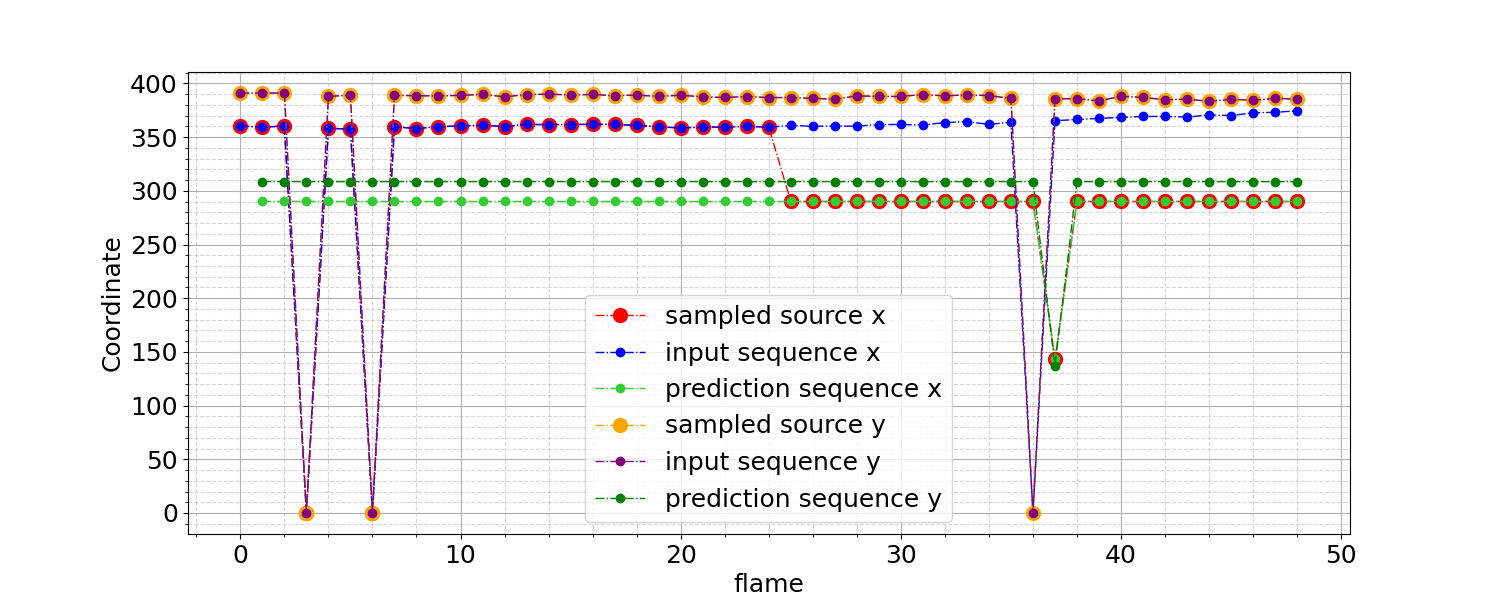 400
350
300
250
200
150
100
50
0
Coordinate
sampled source x
input sequence x
prediction sequence x
sampled source y
input sequence y
prediction sequence y
0 10 20 30 40 50
flame